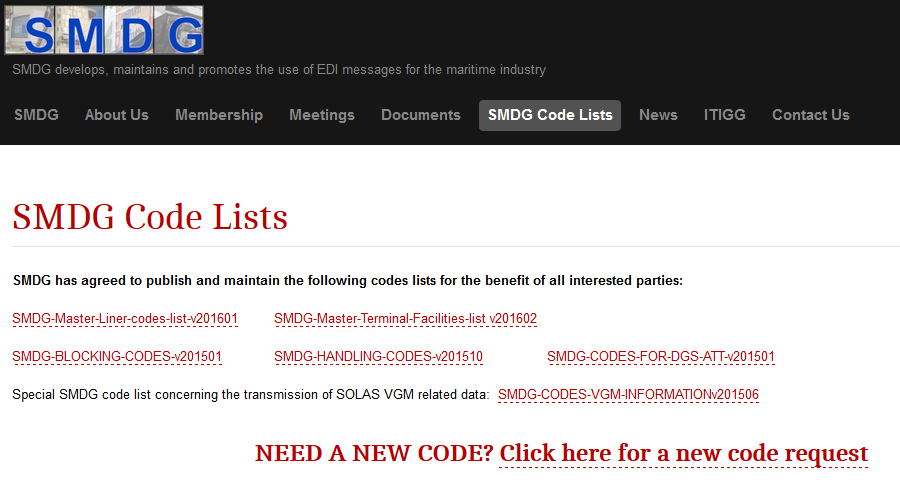 SMDG
SMDG develops, maintains and promotes the use of EDI messages for the maritime industry
SMDG About Us Membership Meetings Documents SMDG Code Lists News ITIGG Contact Us
SMDG Code Lists
SMDG has agreed to publish and maintain the following codes lists for the benefit of all interested parties:
SMDG-Master-Liner-codes-list-v201601 SMDG-Master-Terminal-Facilities-list v201602
SMDG-BLOCKING-CODES-v201501 SMDG-HANDLING-CODES-v201510 SMDG-CODES-FOR-DGS-ATT-v201501
Special SMDG code list concerning the transmission of SOLAS VGM related data: SMDG-CODES-VGM-INFORMATIONv201506
NEED A NEW CODE? Click here for a new code request